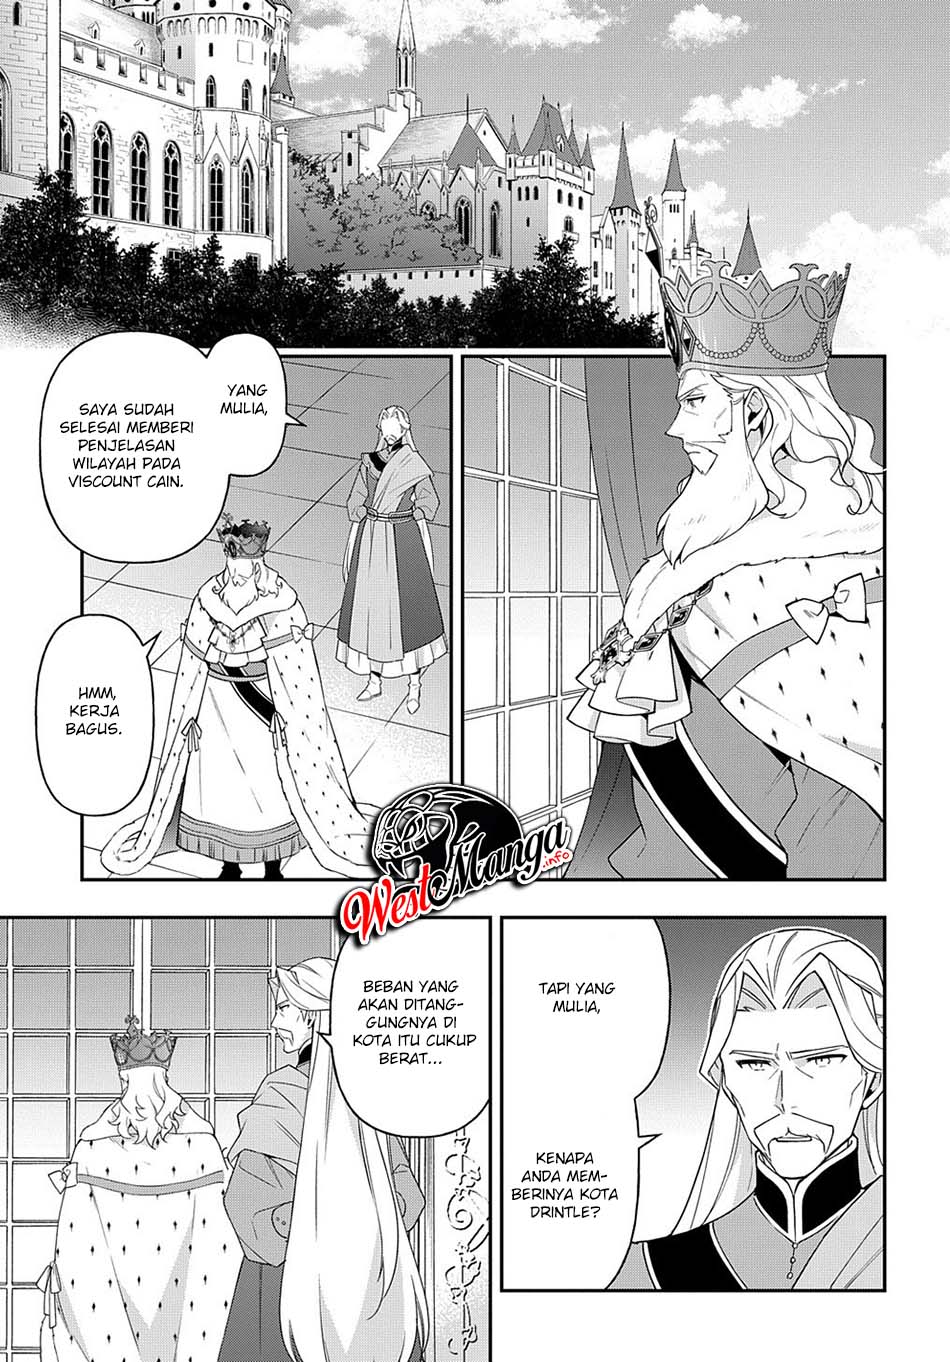 YANG
MULIA,
SAYA SUDAH
SELESAI MEMBERI
PENJELASAN
WILAYAH PADA
VISCOUNT CAIN.
HMM,
KERJA
BAGUS.
WestManga
.info
TAPI YANG
MULIA,
KENAPA
ANDA MEM-
BERINYA KOTA
DRINTLE?
BEBAN YANG
AKAN DITANG-
GUNGNYA DI
KOTA ITU CUKUP
BERAT...